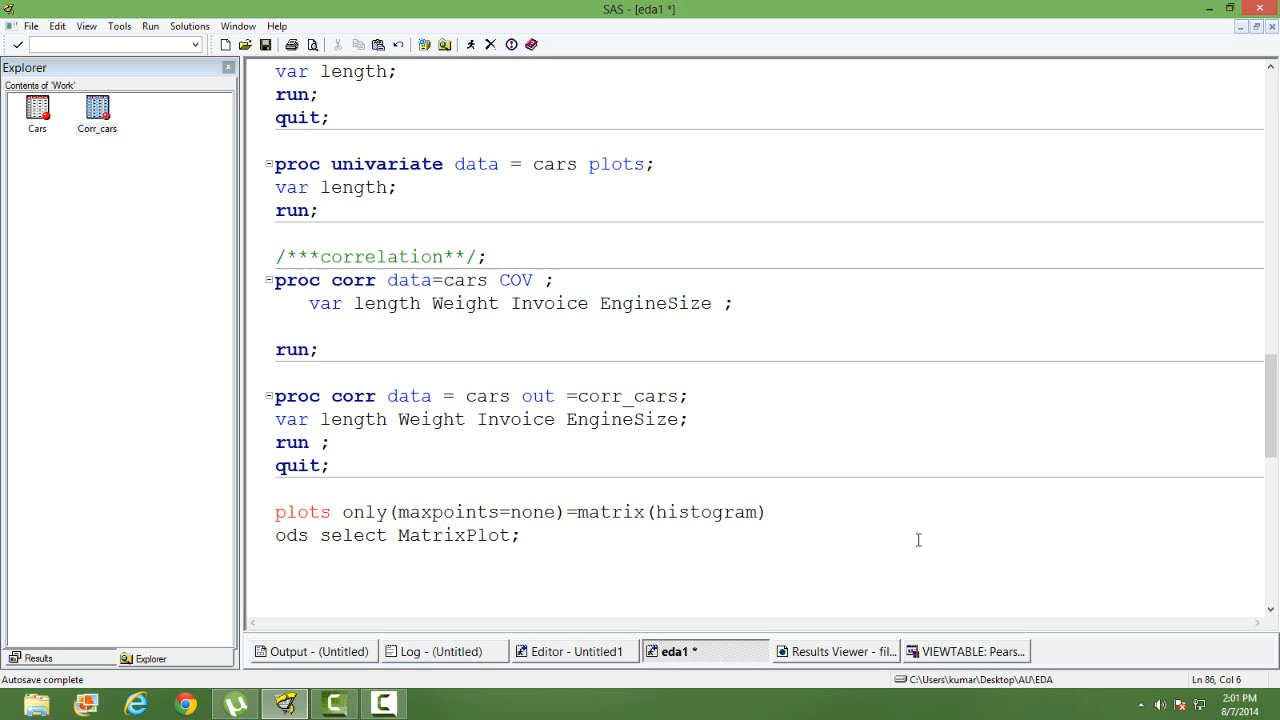 SAS - [eda1 *]
File Edit View Tools Run Solutions Window Help
Explorer
Contents of 'Work'
Cars
Corr_cars
var length;
run;
quit;
proc univariate data = cars plots;
var length;
run;
/***correlation**/;
proc corr data=cars COV ;
var length Weight Invoice EngineSize ;
run;
proc corr data = cars out =corr_cars;
var length Weight Invoice EngineSize;
run ;
quit;
plots only(maxpoints=none)=matrix(histogram)
ods select MatrixPlot;
Results
Explorer
Output - (Untitled)
Log - (Untitled)
Editor - Untitled1
eda1 *
Results Viewer - fil...
VIEWTABLE: Pears...
Autosave complete
C:\Users\kumar\Desktop\AU\EDA
Ln 86, Col 6
2:01 PM
8/7/2014